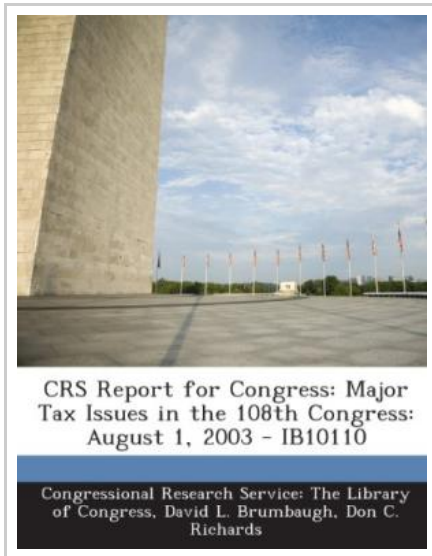 CRS Report for Congress: Major
Tax Issues in the 108th Congress:
August 1, 2003 - IB10110
Congressional Research Service: The Library
of Congress, David L. Brumbaugh, Don C.
Richards